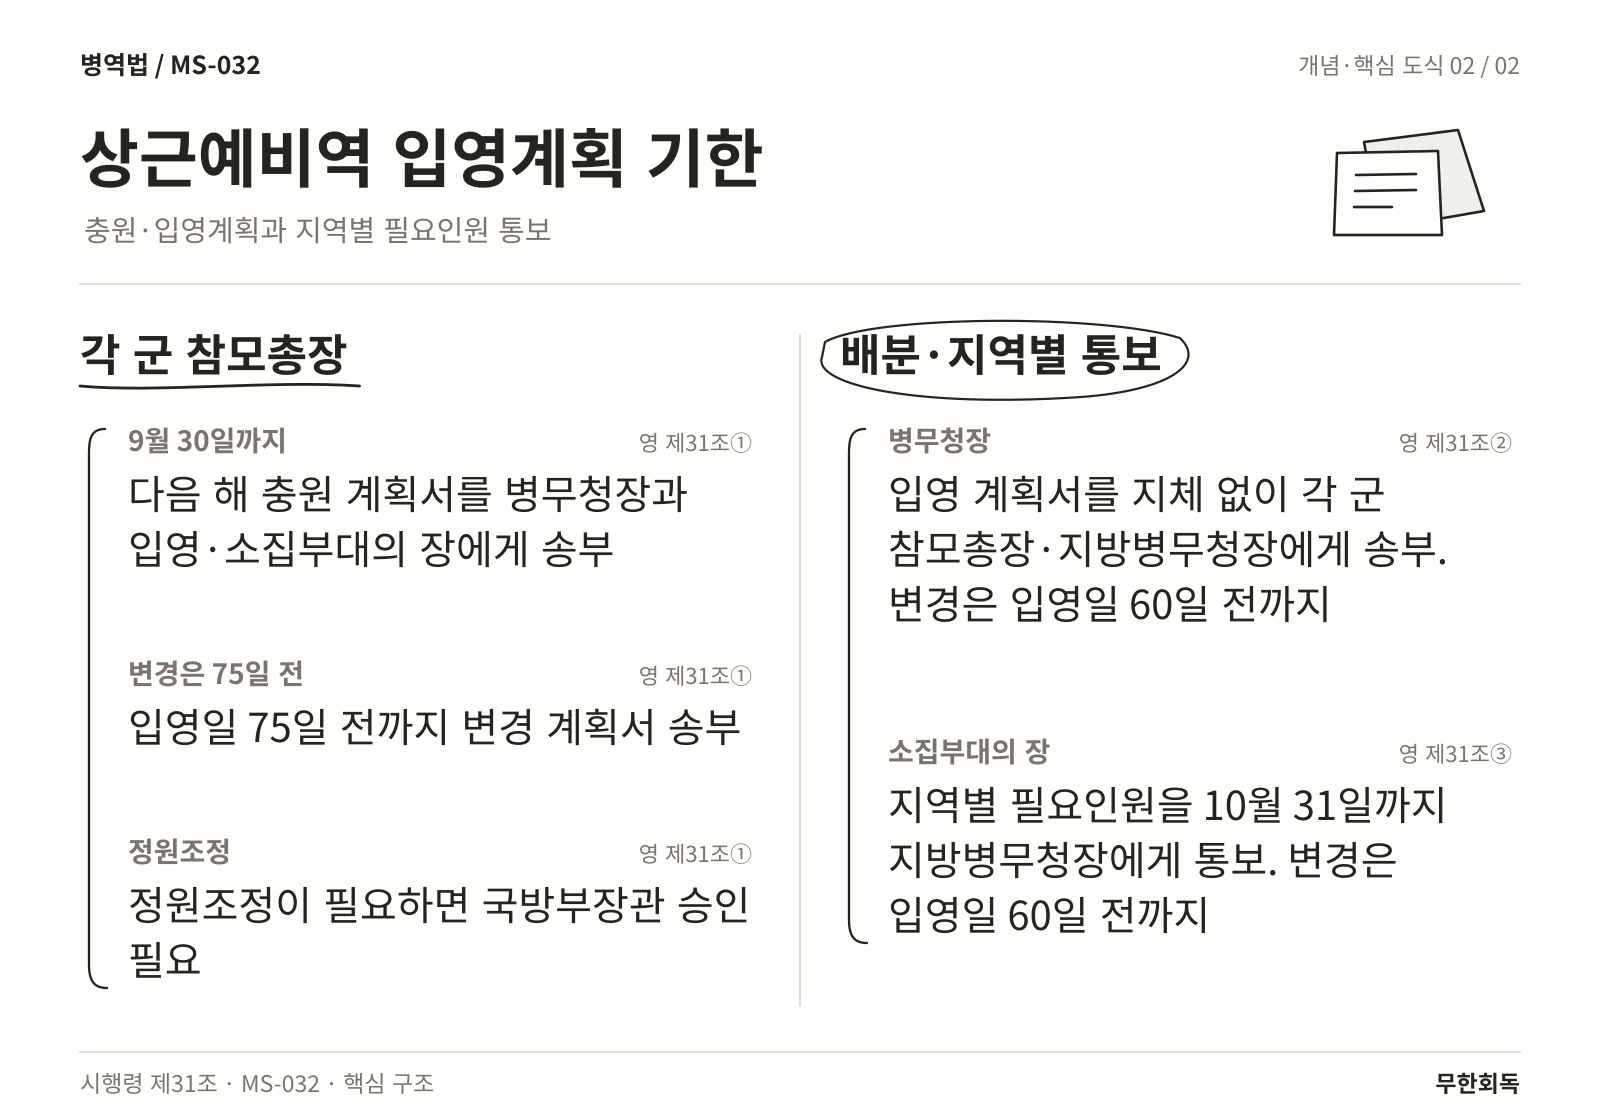 병역법 / MS-032
개념·핵심 도식 02 / 02
상근예비역 입영계획 기한
충원·입영계획과 지역별 필요인원 통보
각 군 참모총장
9월 30일까지
영 제31조①
다음 해 충원 계획서를 병무청장과
입영·소집부대의 장에게 송부
변경은 75일 전
영 제31조①
입영일 75일 전까지 변경 계획서 송부
정원조정
영 제31조①
정원조정이 필요하면 국방부장관 승인
필요
배분·지역별 통보
병무청장
영 제31조②
입영 계획서를 지체 없이 각 군
참모총장·지방병무청장에게 송부.
변경은 입영일 60일 전까지
소집부대의 장
영 제31조③
지역별 필요인원을 10월 31일까지
지방병무청장에게 통보. 변경은
입영일 60일 전까지
시행령 제31조 · MS-032 · 핵심 구조
무한회독